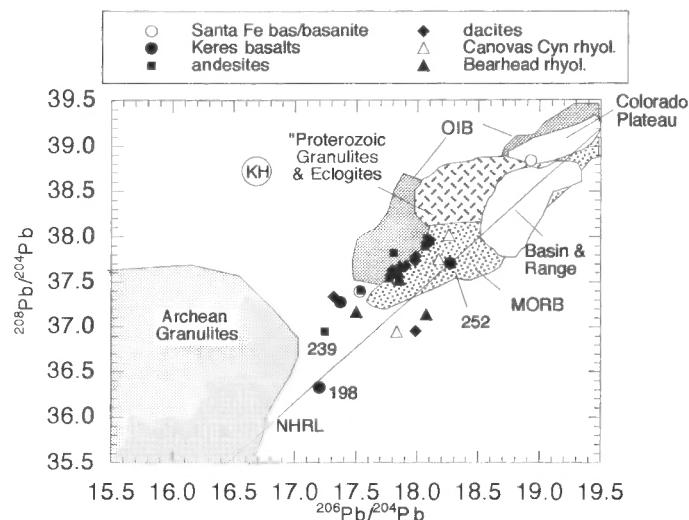 Santa Fe bas/basanite
dacites
Keres basalts
Canovas Cyn rhyol.
andesites
Bearhead rhyol.
39.5
39.0
38.5
38.0
37.5
37.0
36.5
36.0
35.5
208Pb/204Pb
OIB
Colorado
Plateau
"Proterozoic
Granulites
& Eclogites
KH
Basin &
Range
MORB
252
Archean
Granulites
239
198
NHRL
15.5 16.0 16.5 17.0 17.5 18.0 18.5 19.0 19.5
206Pb/204Pb